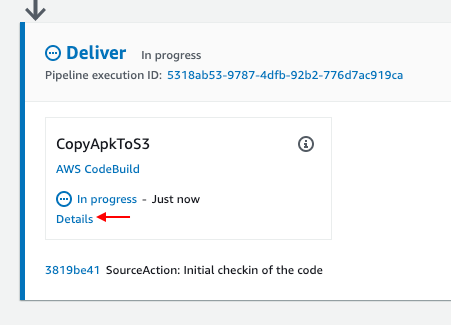 Deliver In progress
Pipeline execution ID: 5318ab53-9787-4dfb-92b2-776d7ac919ca
CopyApkToS3
AWS CodeBuild
In progress - Just now
Details
3819be41 SourceAction: Initial checkin of the code